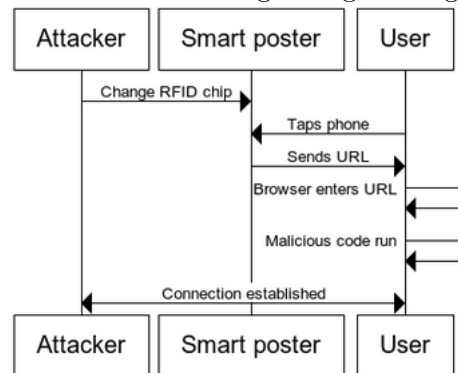 Attacker Smart poster User
Change RFID chip
Taps phone
Sends URL
Browser enters URL
Malicious code run
Connection established
Attacker Smart poster User